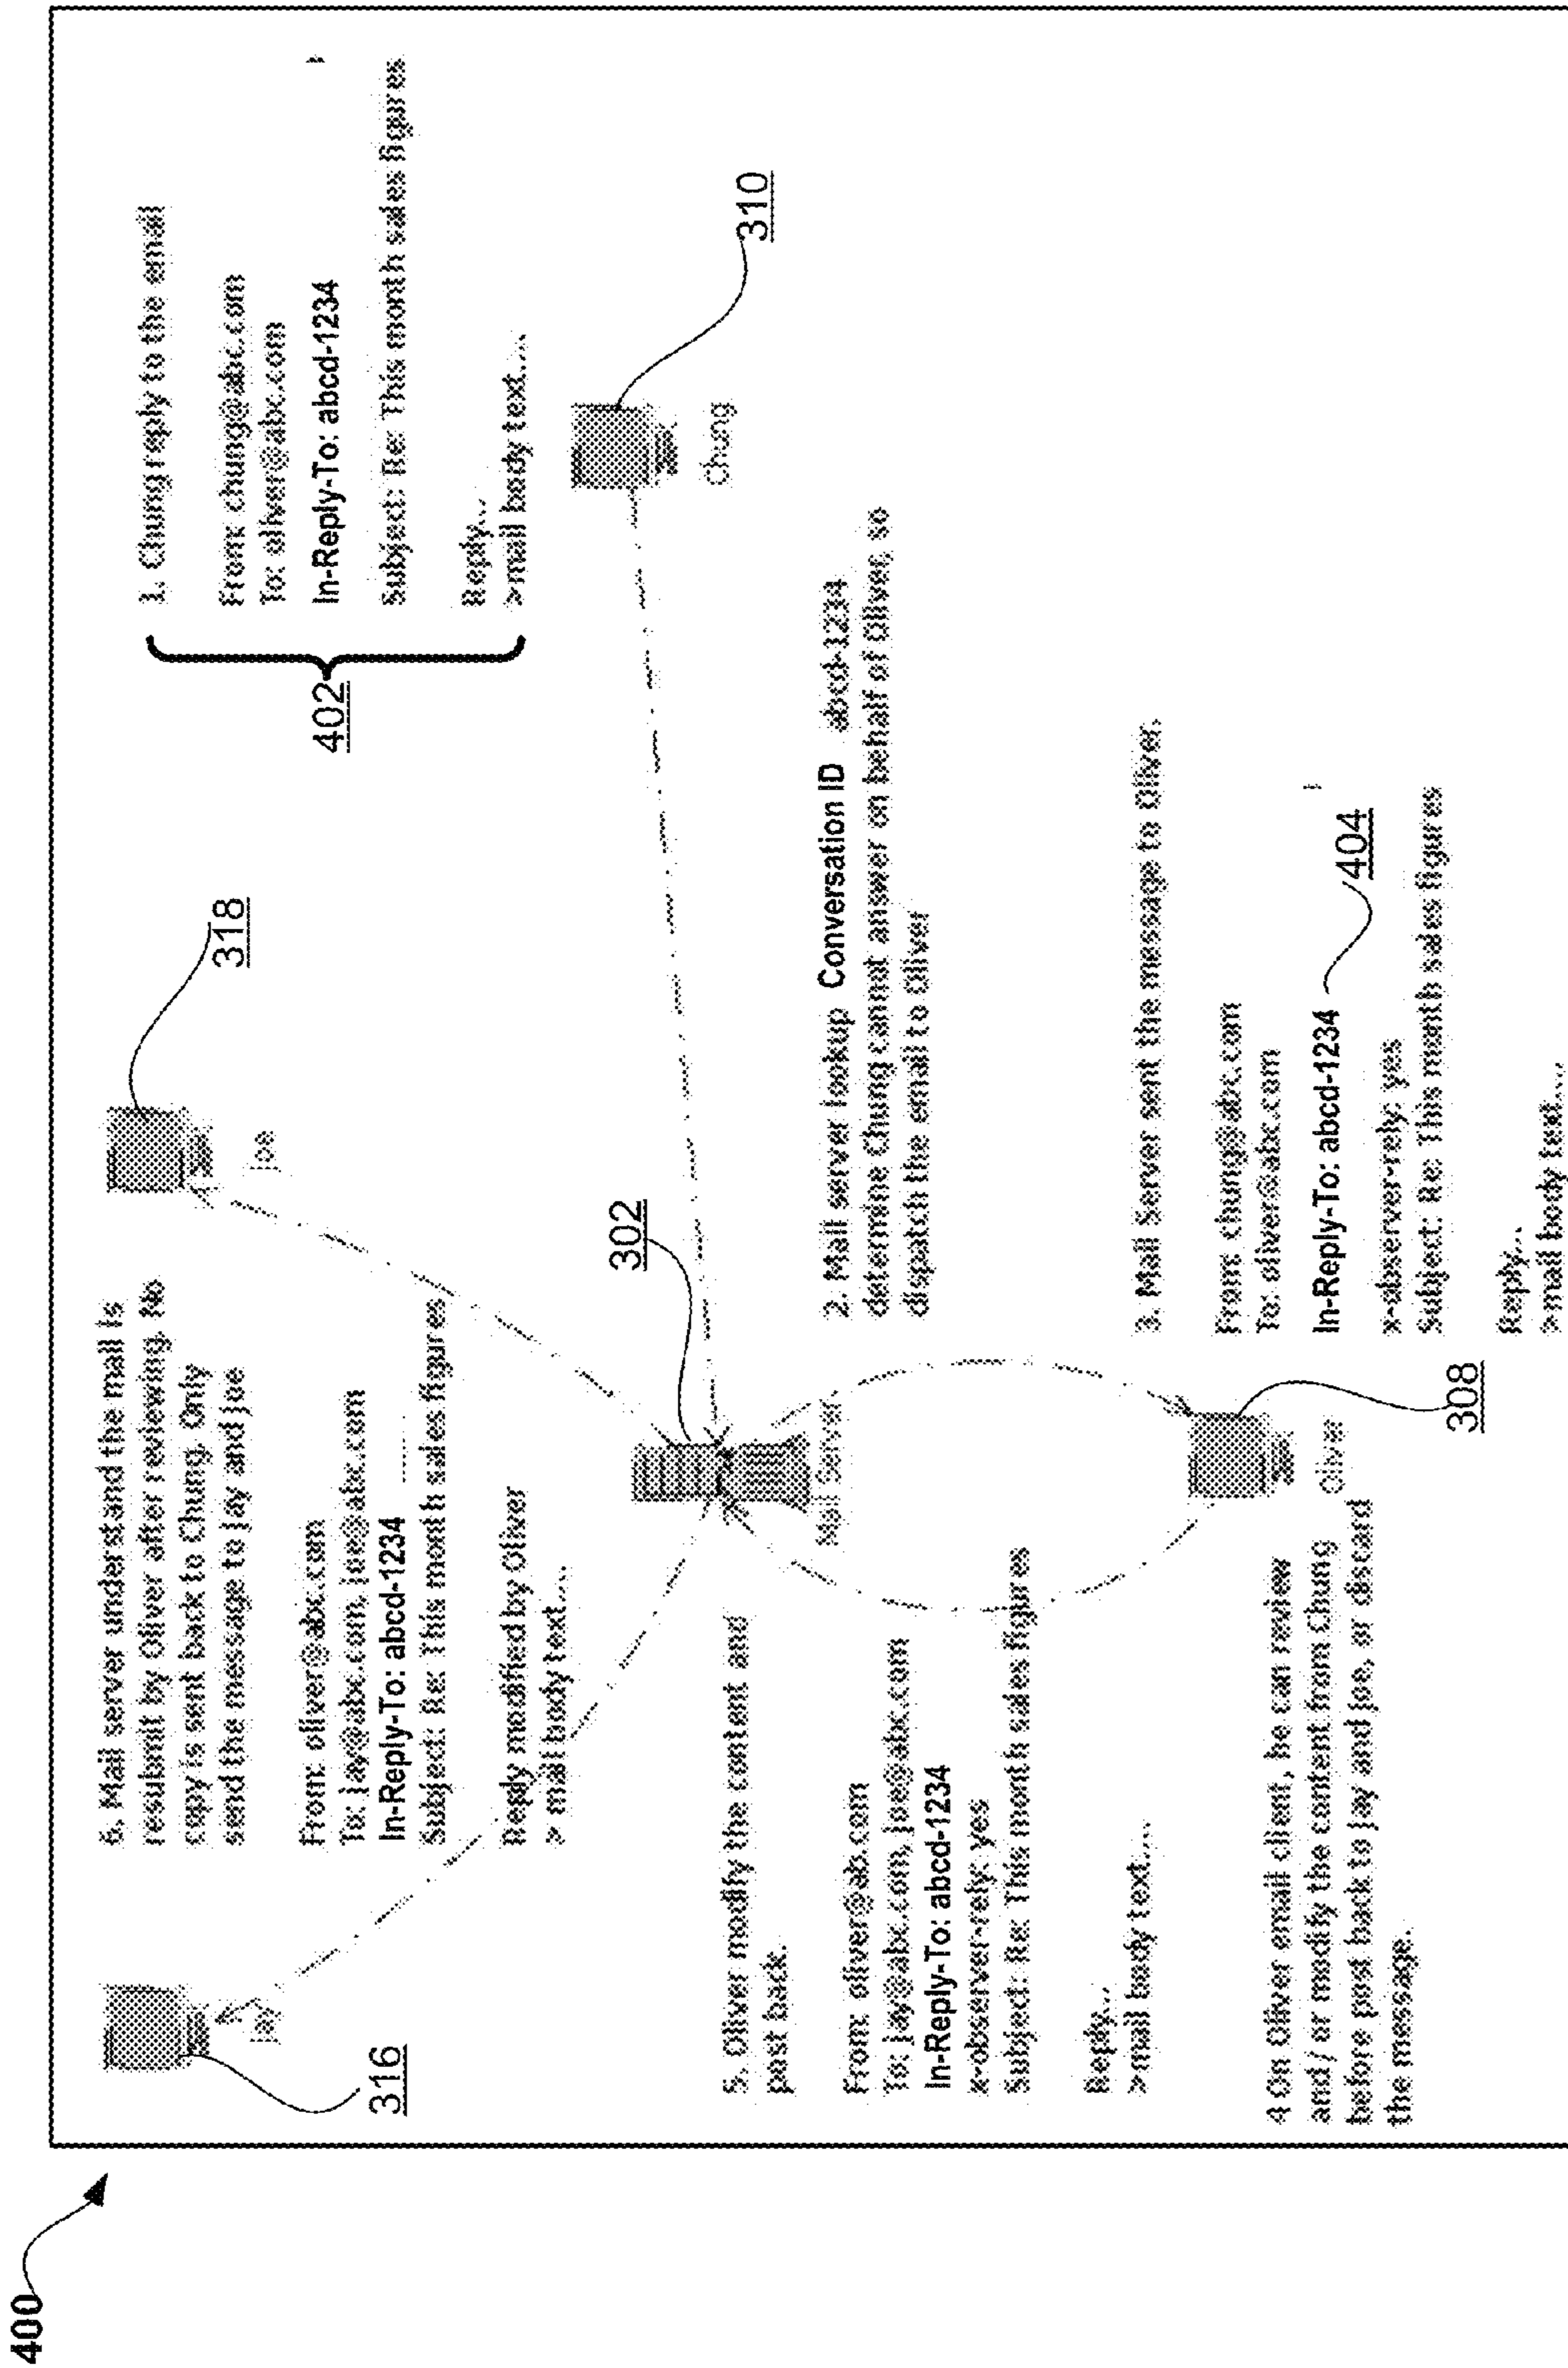 400
6. Mail server understand the mail is
resubmit by Oliver after reviewing. No
copy is sent back to Chung. Only
send the message to Jay and Joe
From: oliver@abc.com
To: jay@abc.com, joe@abc.com
In-Reply-To: abcd-1234
Subject: Re: This month sales figures
Reply modified by Oliver
> mail body text....
316
Jay
318
Joe
1. Chung reply to the email
From: chung@abc.com
To: oliver@abc.com
In-Reply-To: abcd-1234
Subject: Re: This month sales figures
Reply...
>mail body text....
402
310
Chung
302
Mail Server
2. Mail server lookup Conversation ID abcd-1234
determine Chung cannot answer on behalf of Oliver, so
dispatch the email to Oliver
3. Mail Server sent the message to Oliver.
From: chung@abc.com
To: oliver@abc.com
In-Reply-To: abcd-1234
404
x-observer-rely: yes
Subject: Re: This month sales figures
Reply...
>mail body text....
308
Oliver
5. Oliver modify the content and
post back.
From: oliver@ab.com
To: jay@abc.com, joe@abc.com
In-Reply-To: abcd-1234
x-observer-rely: yes
Subject: Re: This month sales figures
Reply...
>mail body text....
4 On Oliver email client, he can review
and / or modify the content from Chung
before post back to Jay and Joe, or discard
the message.